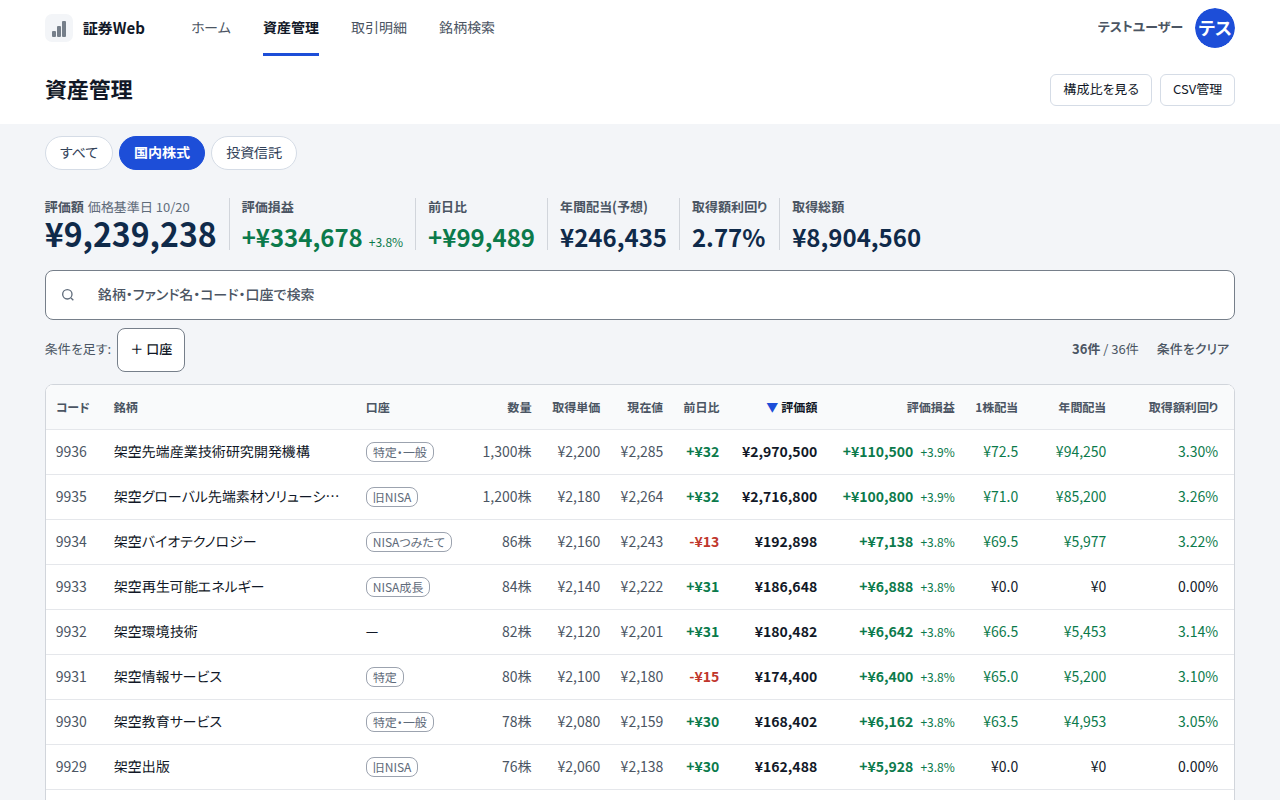 証券Web ホーム 資産管理 取引明細 銘柄検索 テストユーザー テス
資産管理 構成比を見る CSV管理
すべて 国内株式 投資信託
評価額 価格基準日 10/20 評価損益 前日比 年間配当(予想) 取得額利回り 取得総額
¥9,239,238 +¥334,678 +3.8% +¥99,489 ¥246,435 2.77% ¥8,904,560
銘柄・ファンド名・コード・口座で検索
条件を足す: ＋口座 36件 / 36件 条件をクリア
コード 銘柄 口座 数量 取得単価 現在値 前日比 ▼評価額 評価損益 1株配当 年間配当 取得額利回り
9936 架空先端産業技術研究開発機構 特定・一般 1,300株 ¥2,200 ¥2,285 +¥32 ¥2,970,500 +¥110,500 +3.9% ¥72.5 ¥94,250 3.30%
9935 架空グローバル先端素材ソリューシ… 旧NISA 1,200株 ¥2,180 ¥2,264 +¥32 ¥2,716,800 +¥100,800 +3.9% ¥71.0 ¥85,200 3.26%
9934 架空バイオテクノロジー NISAつみたて 86株 ¥2,160 ¥2,243 -¥13 ¥192,898 +¥7,138 +3.8% ¥69.5 ¥5,977 3.22%
9933 架空再生可能エネルギー NISA成長 84株 ¥2,140 ¥2,222 +¥31 ¥186,648 +¥6,888 +3.8% ¥0.0 ¥0 0.00%
9932 架空環境技術 — 82株 ¥2,120 ¥2,201 +¥31 ¥180,482 +¥6,642 +3.8% ¥66.5 ¥5,453 3.14%
9931 架空情報サービス 特定 80株 ¥2,100 ¥2,180 -¥15 ¥174,400 +¥6,400 +3.8% ¥65.0 ¥5,200 3.10%
9930 架空教育サービス 特定・一般 78株 ¥2,080 ¥2,159 +¥30 ¥168,402 +¥6,162 +3.8% ¥63.5 ¥4,953 3.05%
9929 架空出版 旧NISA 76株 ¥2,060 ¥2,138 +¥30 ¥162,488 +¥5,928 +3.8% ¥0.0 ¥0 0.00%